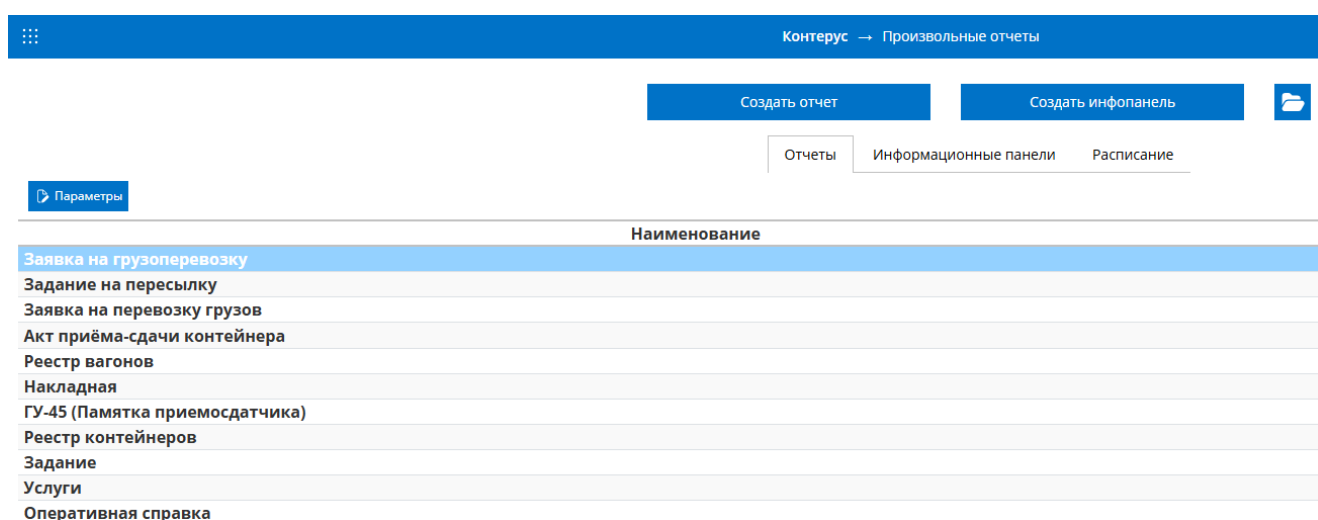 Контерус → Произвольные отчеты
Создать отчет
Создать инфопанель
Отчеты
Информационные панели
Расписание
Параметры
Наименование
Заявка на грузоперевозку
Задание на пересылку
Заявка на перевозку грузов
Акт приёма-сдачи контейнера
Реестр вагонов
Накладная
ГУ-45 (Памятка приемосдатчика)
Реестр контейнеров
Задание
Услуги
Оперативная справка